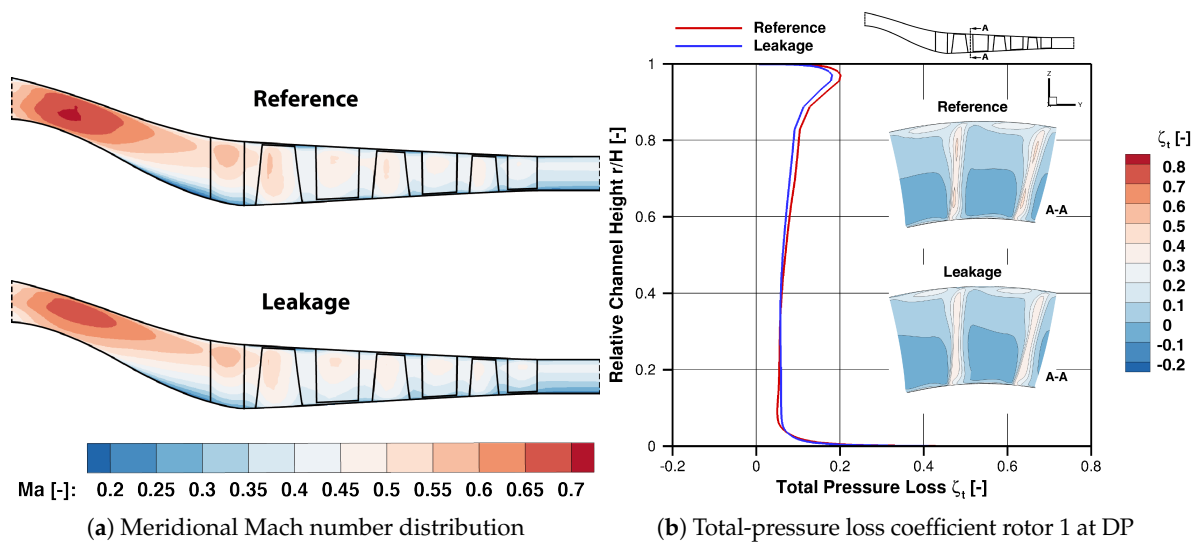 Reference
Leakage
Ma [-]: 0.2 0.25 0.3 0.35 0.4 0.45 0.5 0.55 0.6 0.65 0.7
(a) Meridional Mach number distribution
Reference
Leakage
A
A
Relative Channel Height r/H [-]
1
0.8
0.6
0.4
0.2
0
-0.2 0 0.2 0.4 0.6 0.8
Total Pressure Loss ζt [-]
Z
Y
Reference
A-A
Leakage
A-A
ζt [-]
0.8
0.6
0.5
0.4
0.3
0.2
0
-0.1
-0.2
(b) Total-pressure loss coefficient rotor 1 at DP